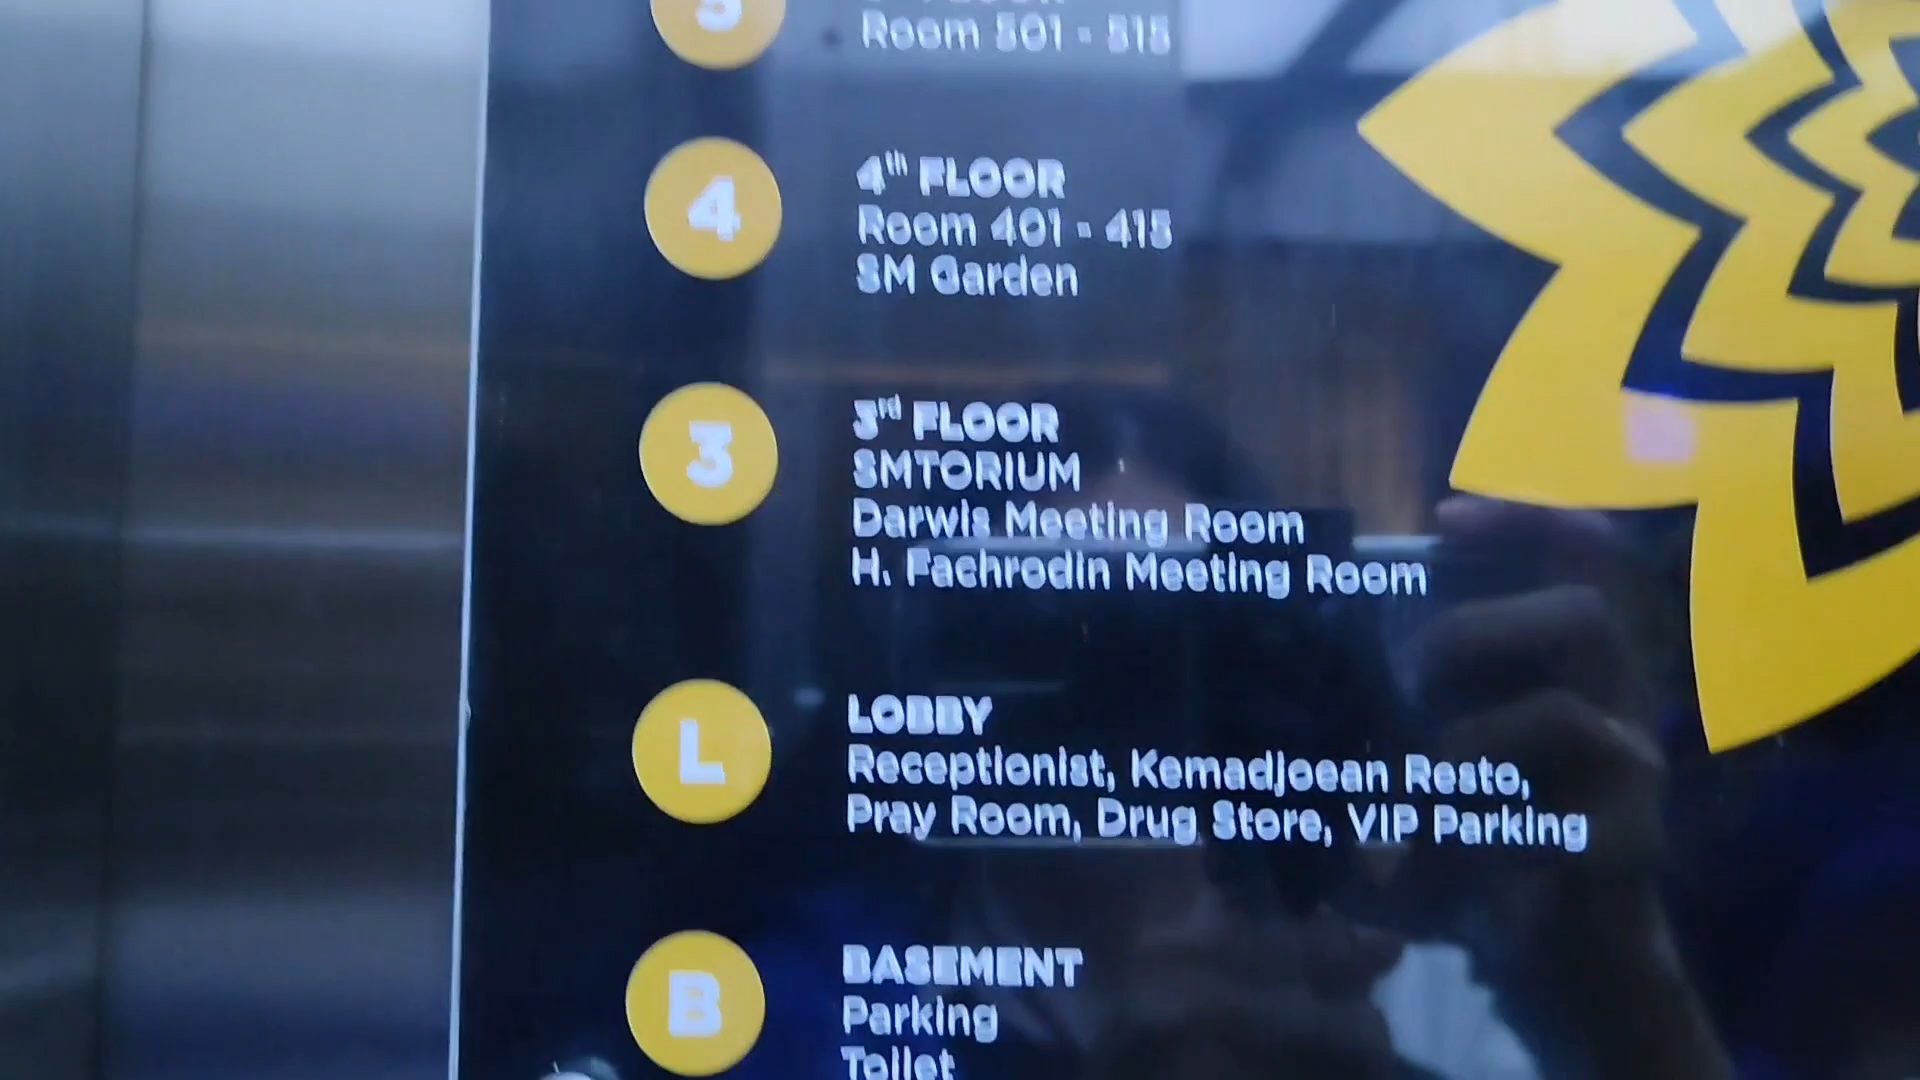 5
Room 501 - 515
4
4th FLOOR
Room 401 - 415
SM Garden
3
3rd FLOOR
SMTORIUM
Darwis Meeting Room
H. Fachrodin Meeting Room
L
LOBBY
Receptionist, Kemadjoean Resto,
Pray Room, Drug Store, VIP Parking
B
BASEMENT
Parking
Toilet